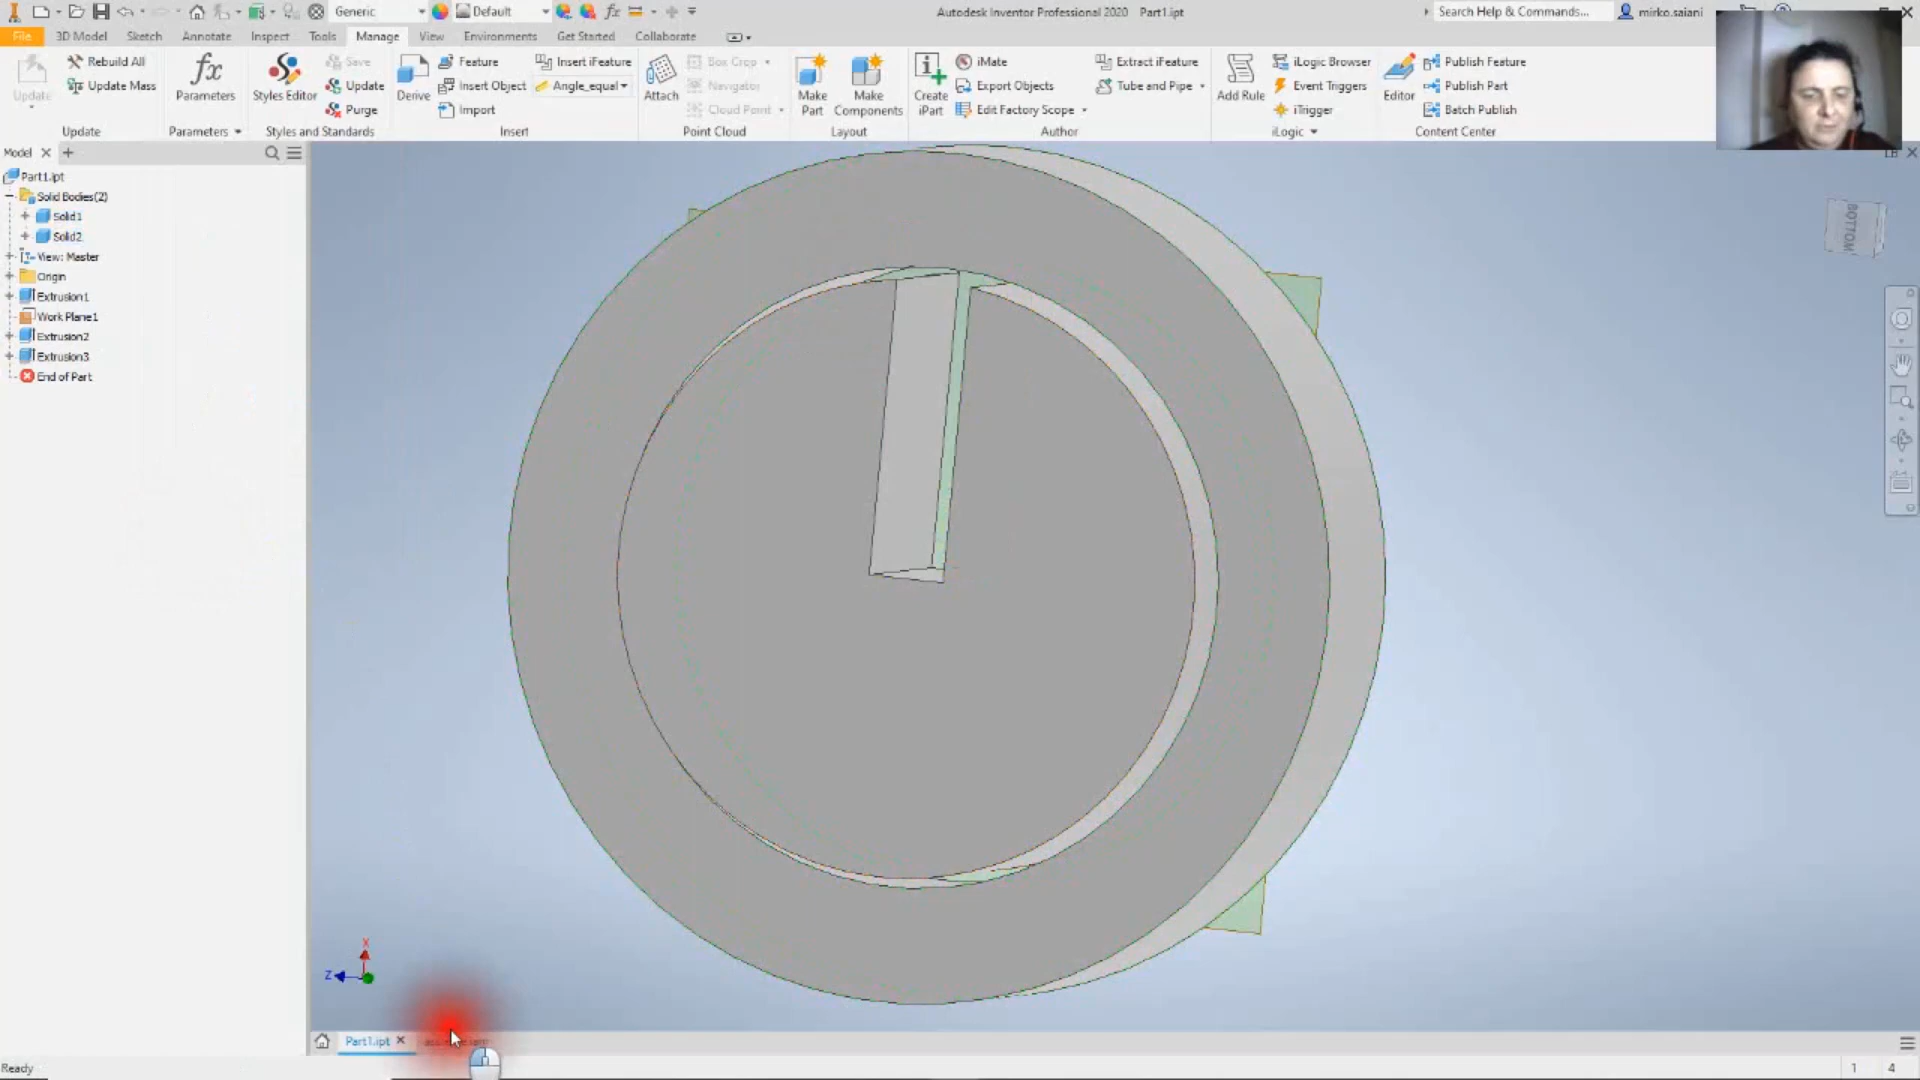 Generic
Default
fx
Autodesk Inventor Professional 2020 Part1.ipt
Search Help & Commands...
mirko.saiani
File
3D Model
Sketch
Annotate
Inspect
Tools
Manage
View
Environments
Get Started
Collaborate
Update
Rebuild All
Update Mass
Update
fx
Parameters
Parameters
Styles Editor
Save
Update
Purge
Styles and Standards
Derive
Feature
Insert Object
Import
Insert iFeature
Angle_equal
Insert
Attach
Box Crop
Navigator
Cloud Point
Point Cloud
Make
Part
Make
Components
Layout
Create
iPart
iMate
Export Objects
Edit Factory Scope
Extract iFeature
Tube and Pipe
Author
Add Rule
iLogic Browser
Event Triggers
iTrigger
iLogic
Editor
Publish Feature
Publish Part
Batch Publish
Content Center
Model
Part1.ipt
Solid Bodies(2)
Solid1
Solid2
View: Master
Origin
Extrusion1
Work Plane1
Extrusion2
Extrusion3
End of Part
BOTTOM
X
Z
Part1.ipt
Ready
1
4